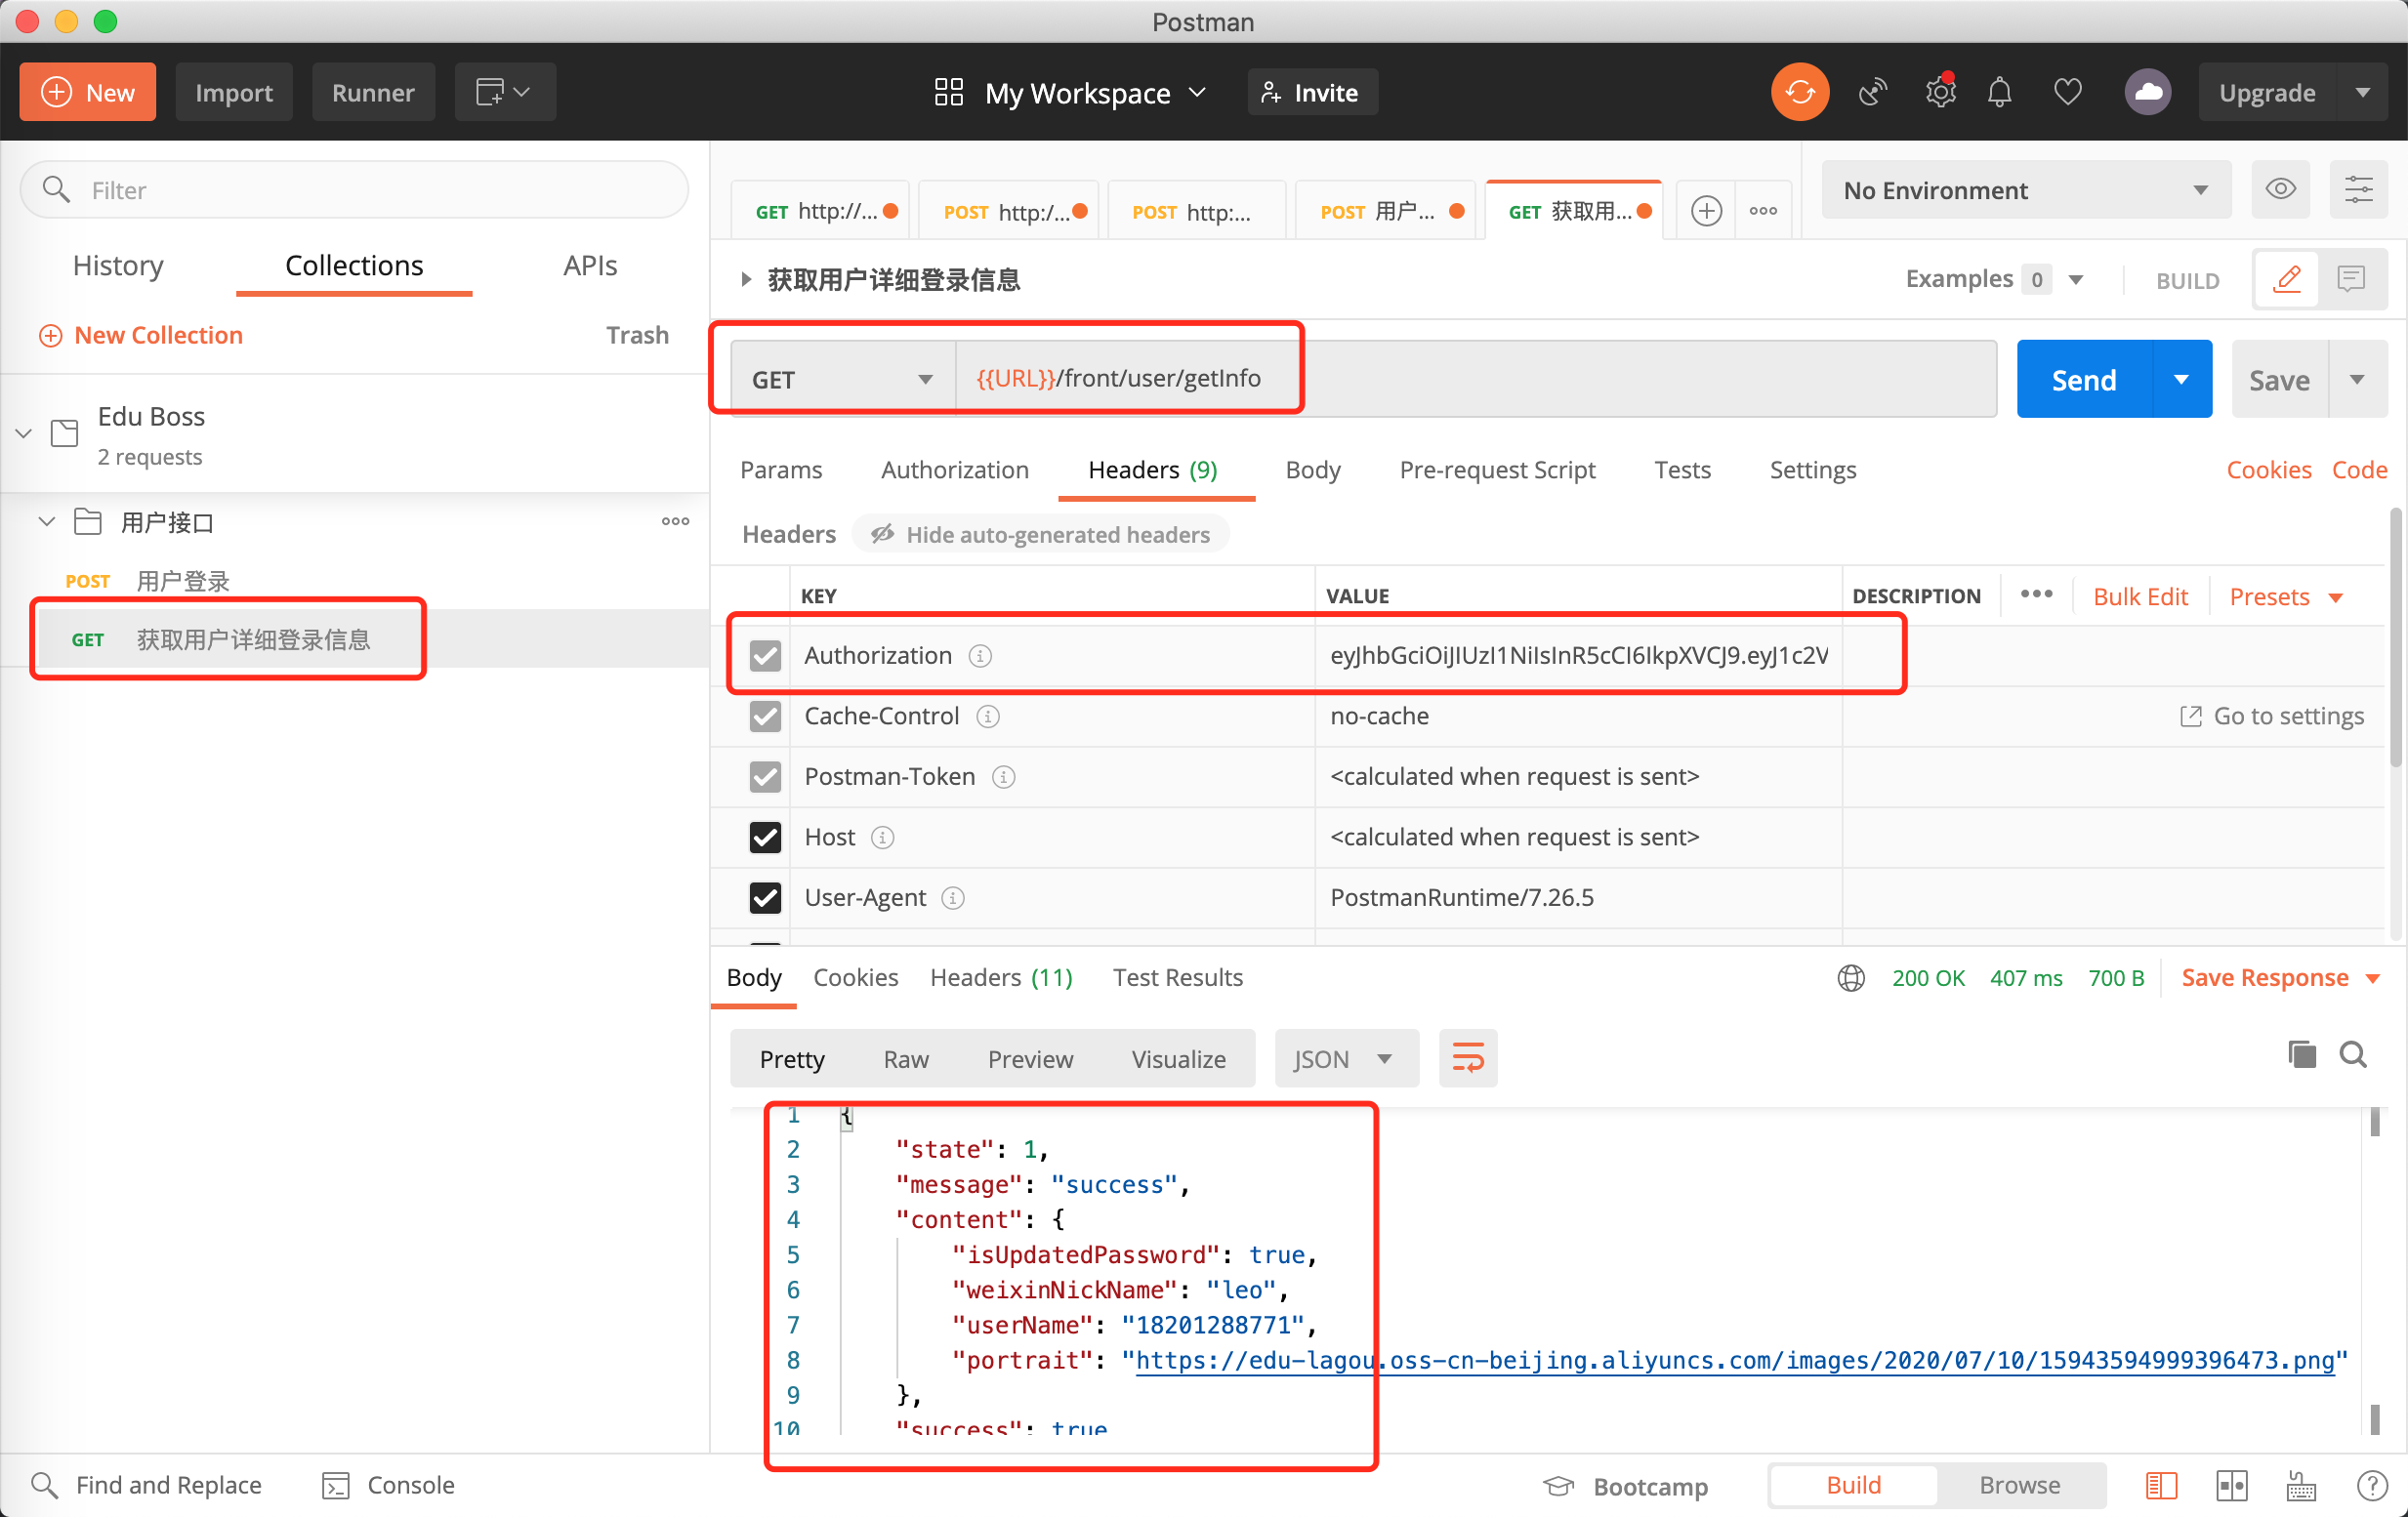 Postman
New
Import
Runner
My Workspace
Invite
Upgrade
Filter
History
Collections
APIs
New Collection
Trash
Edu Boss
2 requests
用户接口
POST 用户登录
GET 获取用户详细登录信息
GET http://...
POST http:/...
POST http:...
POST 用户...
GET 获取用...
No Environment
获取用户详细登录信息
Examples 0
BUILD
GET
{{URL}}/front/user/getInfo
Send
Save
Params
Authorization
Headers (9)
Body
Pre-request Script
Tests
Settings
Cookies
Code
Headers
Hide auto-generated headers
KEY
VALUE
DESCRIPTION
Bulk Edit
Presets
Authorization
eyJhbGciOiJIUzI1NiIsInR5cCI6IkpXVCJ9.eyJ1c2V
Cache-Control
no-cache
Go to settings
Postman-Token
<calculated when request is sent>
Host
<calculated when request is sent>
User-Agent
PostmanRuntime/7.26.5
Body
Cookies
Headers (11)
Test Results
200 OK
407 ms
700 B
Save Response
Pretty
Raw
Preview
Visualize
JSON
1 {
2 "state": 1,
3 "message": "success",
4 "content": {
5 "isUpdatedPassword": true,
6 "weixinNickName": "leo",
7 "userName": "18201288771",
8 "portrait": "https://edu-lagou.oss-cn-beijing.aliyuncs.com/images/2020/07/10/15943594999396473.png"
9 },
10 "success": true
Find and Replace
Console
Bootcamp
Build
Browse